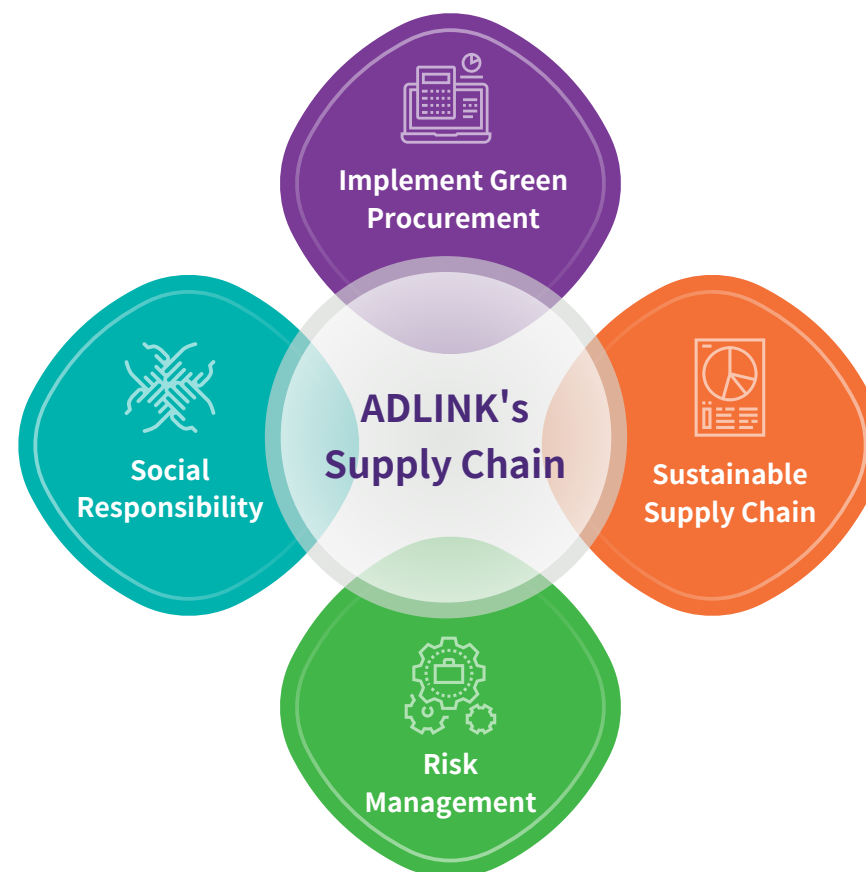 Implement Green
Procurement
ADLINK's
Supply Chain
Social
Responsibility
Sustainable
Supply Chain
Risk
Management